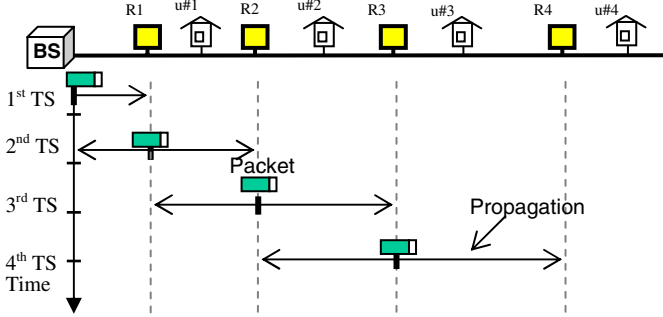 R1 u#1 R2 u#2 R3 u#3 R4 u#4
BS
1st TS
2nd TS
Packet
3rd TS
Propagation
4th TS
Time